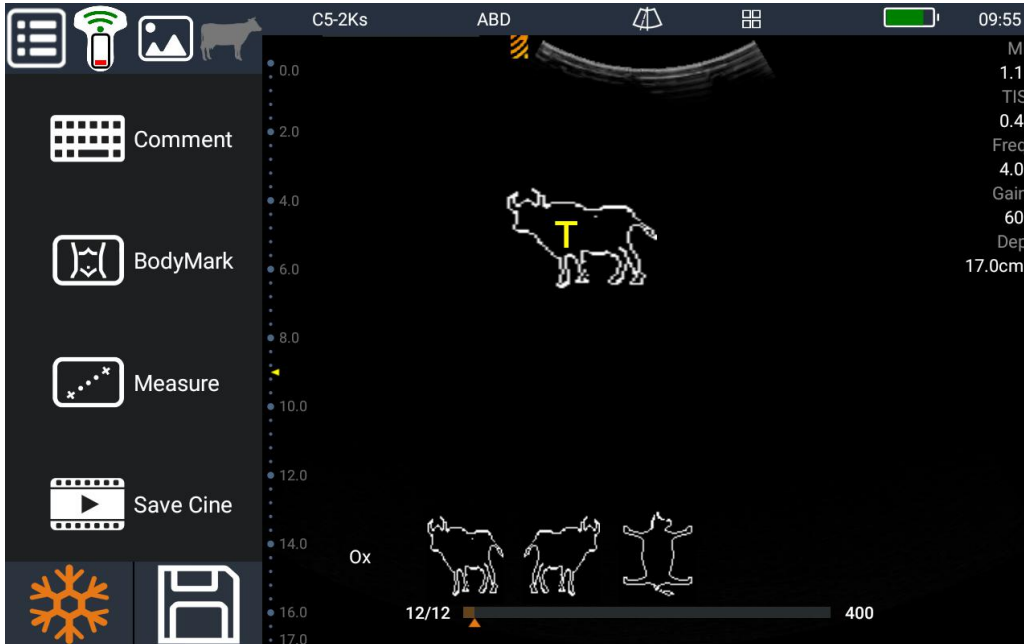 C5-2Ks ABD 09:55
M
1.1
TIS
0.4
Freq
4.0
Gain
60
Dep
17.0cm
Comment
BodyMark
Measure
Save Cine
0.0
2.0
4.0
6.0
8.0
10.0
12.0
14.0
16.0
17.0
T
Ox
12/12 400